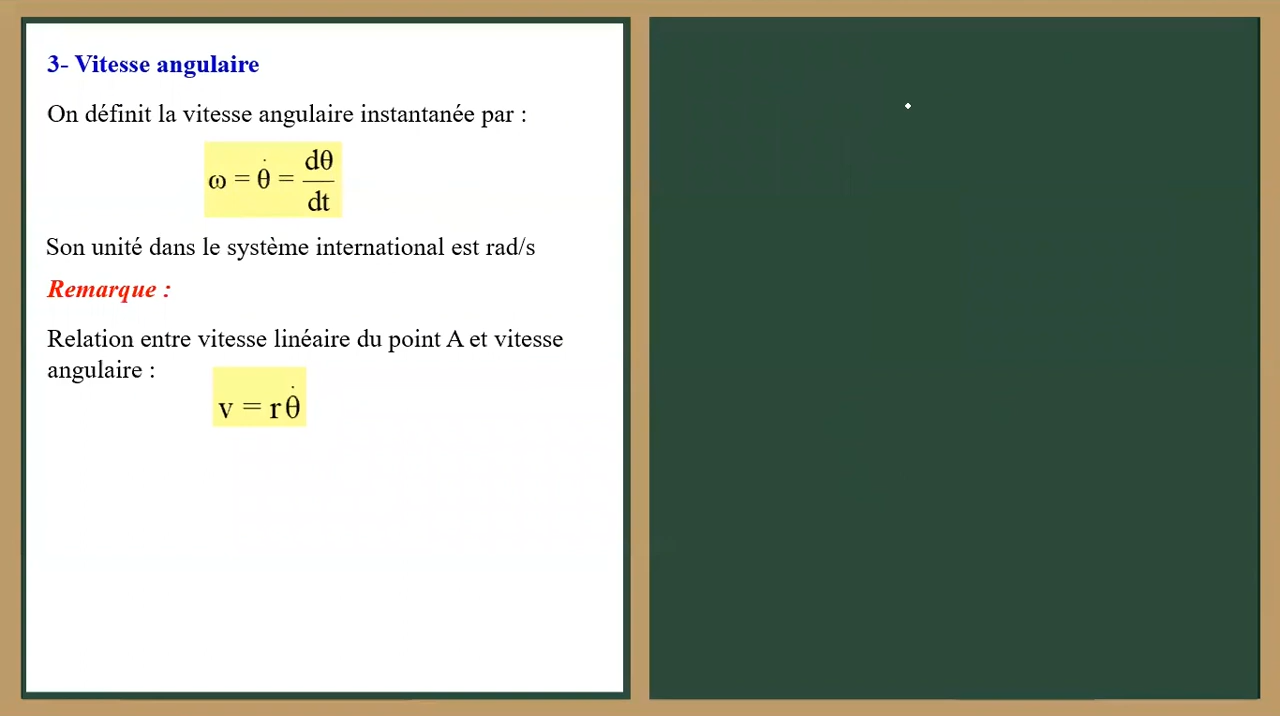 3- Vitesse angulaire
On définit la vitesse angulaire instantanée par :
ω = θ̇ = dθ/dt
Son unité dans le système international est rad/s
Remarque :
Relation entre vitesse linéaire du point A et vitesse
angulaire :
v = r θ̇